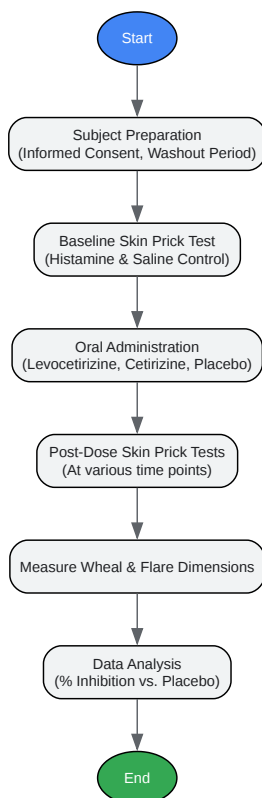 Start
Subject Preparation
(Informed Consent, Washout Period)
Baseline Skin Prick Test
(Histamine & Saline Control)
Oral Administration
(Levocetirizine, Cetirizine, Placebo)
Post-Dose Skin Prick Tests
(At various time points)
Measure Wheal & Flare Dimensions
Data Analysis
(% Inhibition vs. Placebo)
End